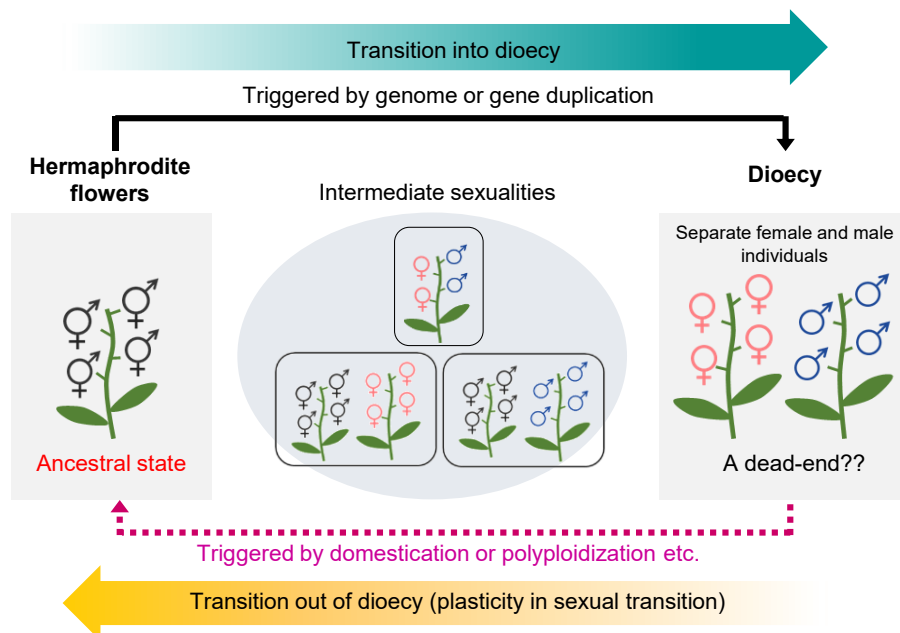 Transition into dioecy
Triggered by genome or gene duplication
Hermaphrodite
flowers
Intermediate sexualities
Dioecy
Separate female and male
individuals
Ancestral state
A dead-end??
Triggered by domestication or polyploidization etc.
Transition out of dioecy (plasticity in sexual transition)